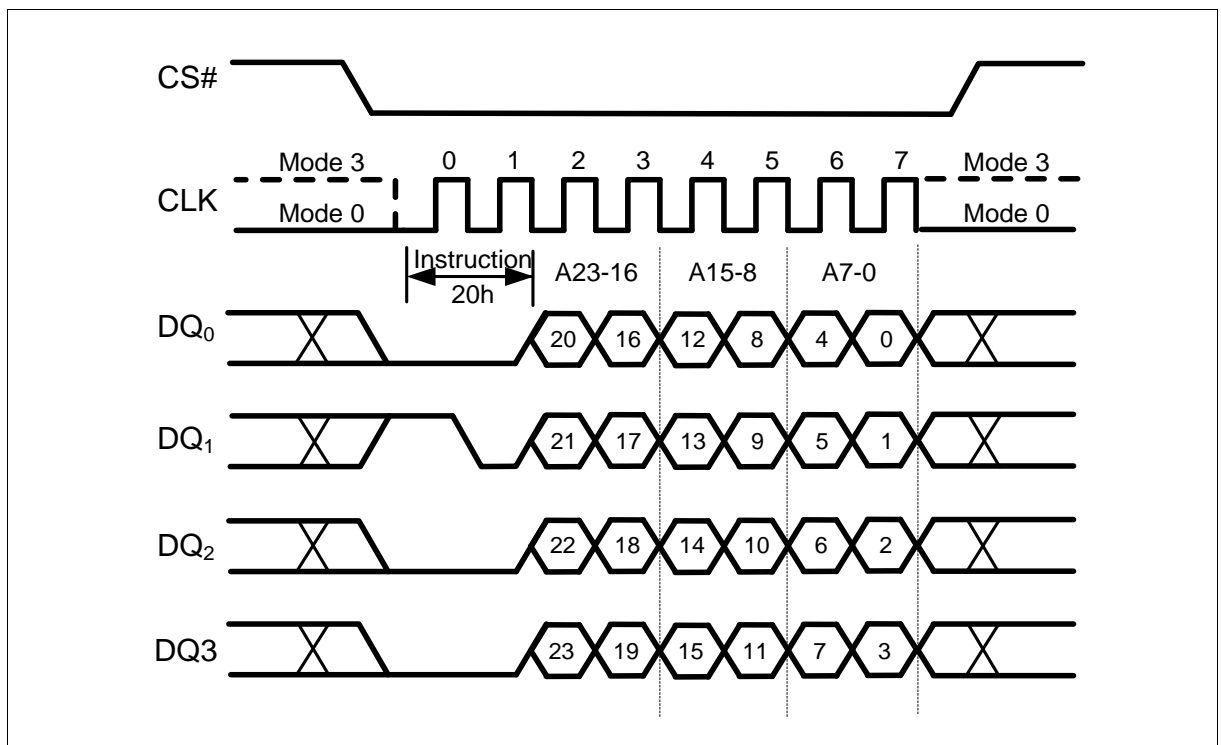 CS#
Mode 3 0 1 2 3 4 5 6 7 Mode 3
CLK
Mode 0 Mode 0
Instruction A23-16 A15-8 A7-0
20h
DQ0 20 16 12 8 4 0
DQ1 21 17 13 9 5 1
DQ2 22 18 14 10 6 2
DQ3 23 19 15 11 7 3